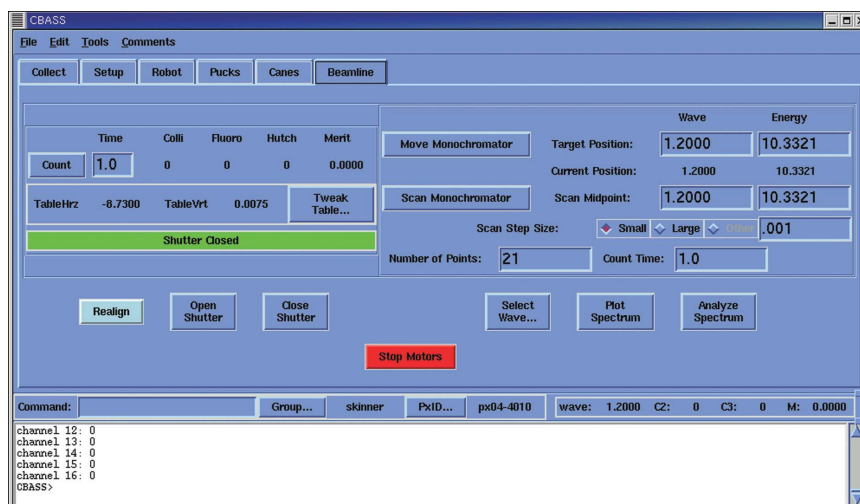 CBASS
File Edit Tools Comments
Collect Setup Robot Pucks Canes Beamline
Wave Energy
Time Colli Fluoro Hutch Merit
Move Monochromator Target Position: 1.2000 10.3321
Count 1.0 0 0 0 0.0000
Current Position: 1.2000 10.3321
TableHrz -8.7300 TableVrt 0.0075 Tweak Table...
Scan Monochromator Scan Midpoint: 1.2000 10.3321
Scan Step Size: Small Large Other .001
Shutter Closed
Number of Points: 21 Count Time: 1.0
Realign Open Shutter Close Shutter Select Wave... Plot Spectrum Analyze Spectrum
Stop Motors
Command: Group... skinner PxID... px04-4010 wave: 1.2000 C2: 0 C3: 0 M: 0.0000
channel 12: 0
channel 13: 0
channel 14: 0
channel 15: 0
channel 16: 0
CBASS>